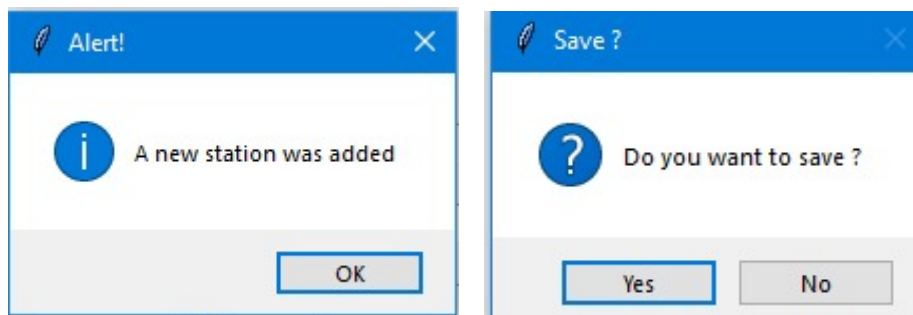 Alert!
A new station was added
OK
Save ?
Do you want to save ?
Yes
No